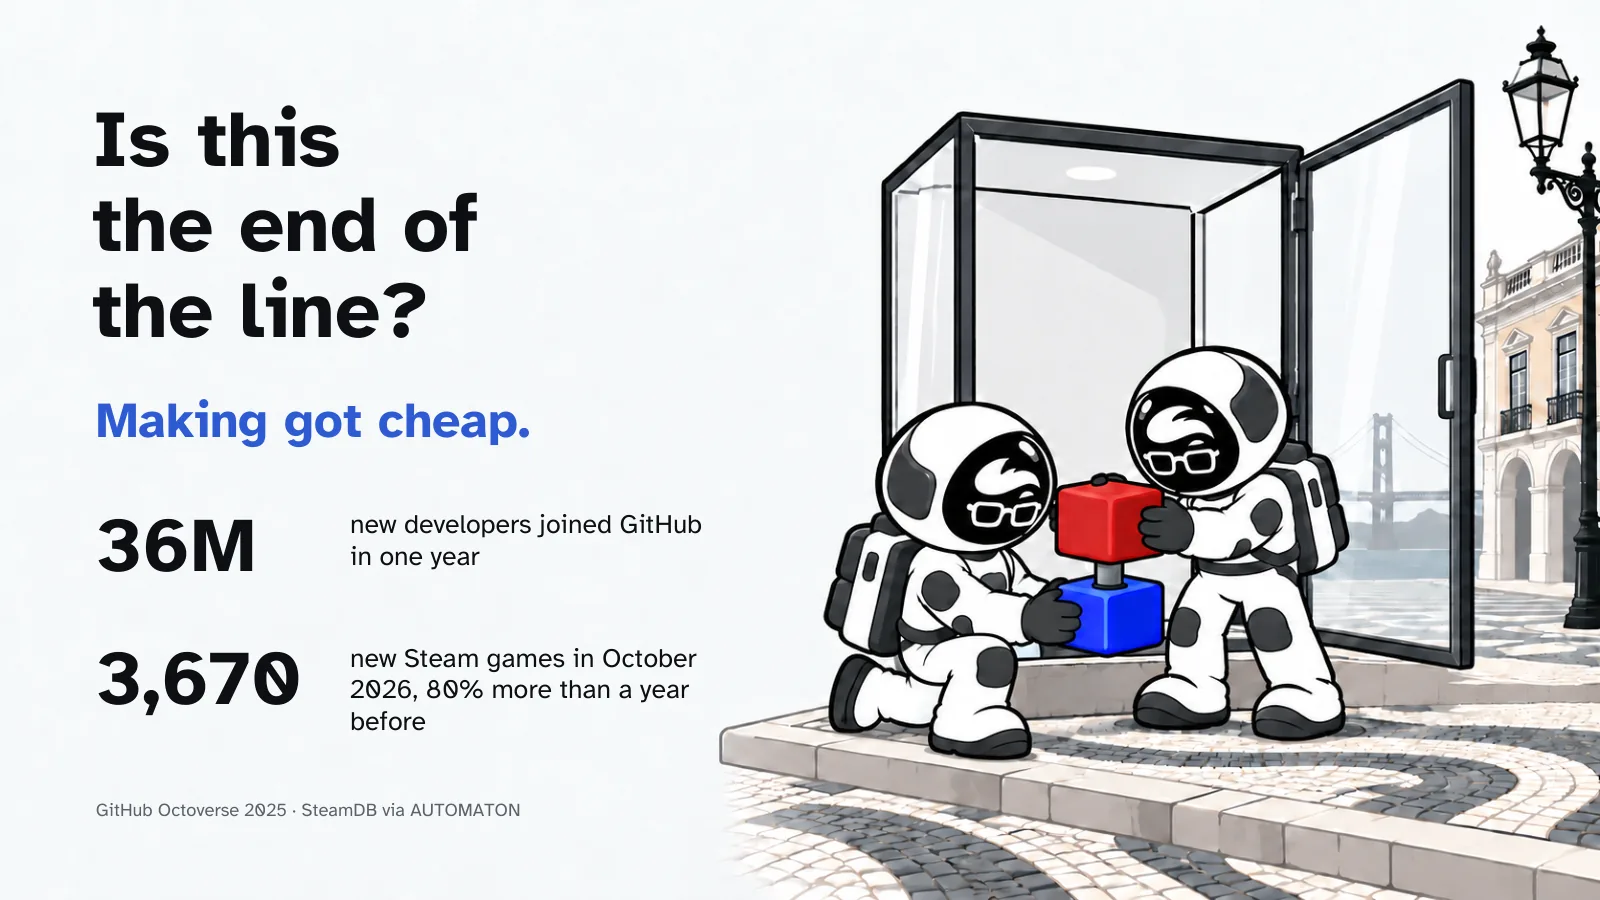 Is this
the end of
the line?
Making got cheap.
36M
new developers joined GitHub
in one year
3,670
new Steam games in October
2026, 80% more than a year
before
GitHub Octoverse 2025 · SteamDB via AUTOMATON